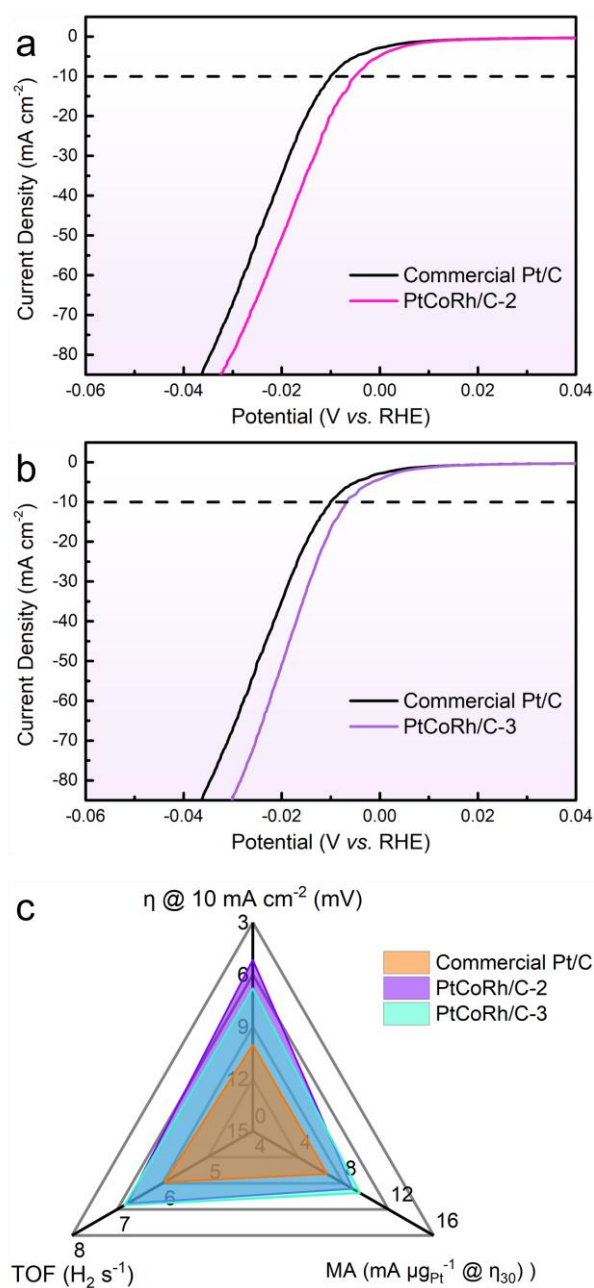 a
0
-10
-20
-30
-40
-50
-60
-70
-80
Current Density (mA cm⁻²)
Commercial Pt/C
PtCoRh/C-2
-0.06 -0.04 -0.02 0.00 0.02 0.04
Potential (V vs. RHE)
b
0
-10
-20
-30
-40
-50
-60
-70
-80
Current Density (mA cm⁻²)
Commercial Pt/C
PtCoRh/C-3
-0.06 -0.04 -0.02 0.00 0.02 0.04
Potential (V vs. RHE)
c
η @ 10 mA cm⁻² (mV)
3
6
9
12
15
Commercial Pt/C
PtCoRh/C-2
PtCoRh/C-3
0
4
8
12
16
4
5
6
7
8
TOF (H₂ s⁻¹)
MA (mA μg_Pt⁻¹ @ η₃₀) )